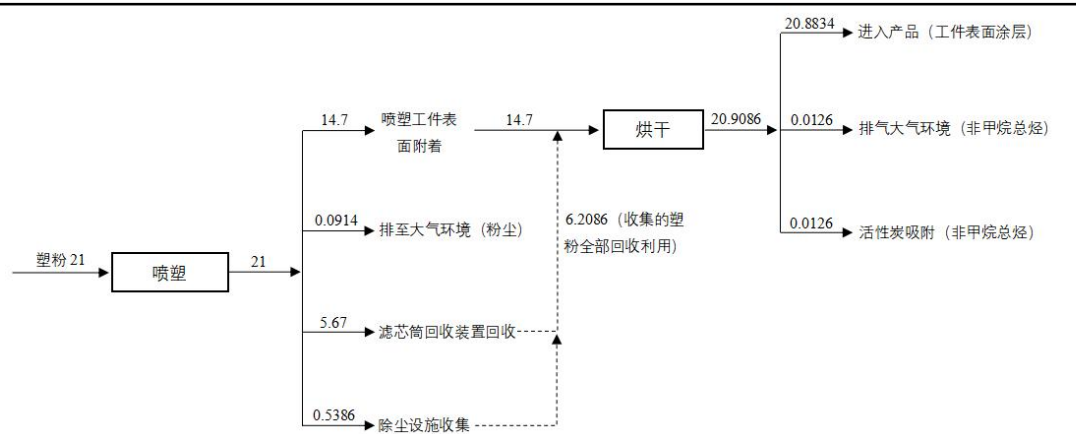 20.8834
进入产品（工件表面涂层）
14.7
喷塑工件表
面附着
14.7
烘干
20.9086
0.0126
排气大气环境（非甲烷总烃）
0.0914
排至大气环境（粉尘）
6.2086（收集的塑
粉全部回收利用）
0.0126
活性炭吸附（非甲烷总烃）
塑粉 21
喷塑
21
5.67
滤芯筒回收装置回收
0.5386
除尘设施收集